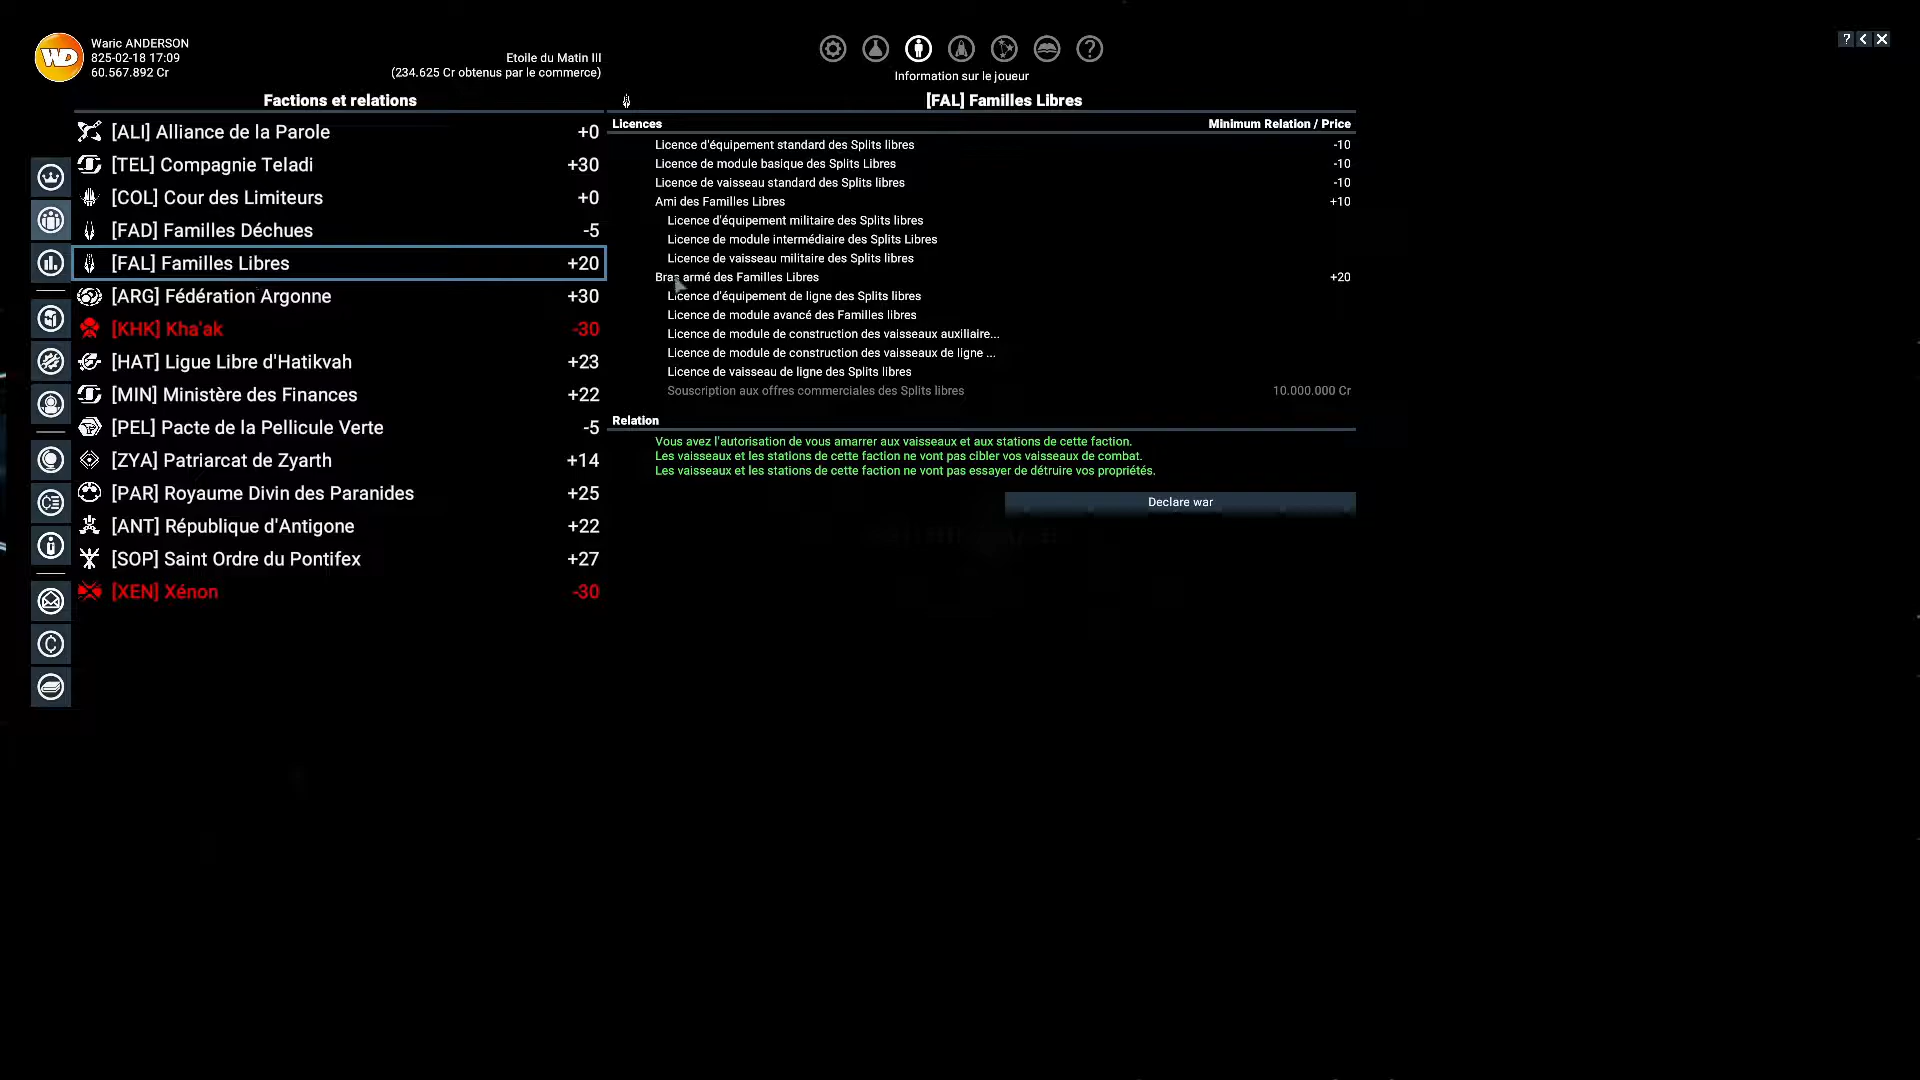 WD
Waric ANDERSON
825-02-18 17:09
60.567.892 Cr
Etoile du Matin III
(234.625 Cr obtenus par le commerce)
Information sur le joueur
? < X
Factions et relations
[ALI] Alliance de la Parole +0
[TEL] Compagnie Teladi +30
[COL] Cour des Limiteurs +0
[FAD] Familles Déchues -5
[FAL] Familles Libres +20
[ARG] Fédération Argonne +30
[KHK] Kha'ak -30
[HAT] Ligue Libre d'Hatikvah +23
[MIN] Ministère des Finances +22
[PEL] Pacte de la Pellicule Verte -5
[ZYA] Patriarcat de Zyarth +14
[PAR] Royaume Divin des Paranides +25
[ANT] République d'Antigone +22
[SOP] Saint Ordre du Pontifex +27
[XEN] Xénon -30
[FAL] Familles Libres
Licences Minimum Relation / Price
Licence d'équipement standard des Splits libres -10
Licence de module basique des Splits Libres -10
Licence de vaisseau standard des Splits libres -10
Ami des Familles Libres +10
Licence d'équipement militaire des Splits libres
Licence de module intermédiaire des Splits Libres
Licence de vaisseau militaire des Splits libres
Bras armé des Familles Libres +20
Licence d'équipement de ligne des Splits libres
Licence de module avancé des Familles libres
Licence de module de construction des vaisseaux auxiliaire...
Licence de module de construction des vaisseaux de ligne ...
Licence de vaisseau de ligne des Splits libres
Souscription aux offres commerciales des Splits libres 10.000.000 Cr
Relation
Vous avez l'autorisation de vous amarrer aux vaisseaux et aux stations de cette faction.
Les vaisseaux et les stations de cette faction ne vont pas cibler vos vaisseaux de combat.
Les vaisseaux et les stations de cette faction ne vont pas essayer de détruire vos propriétés.
Declare war